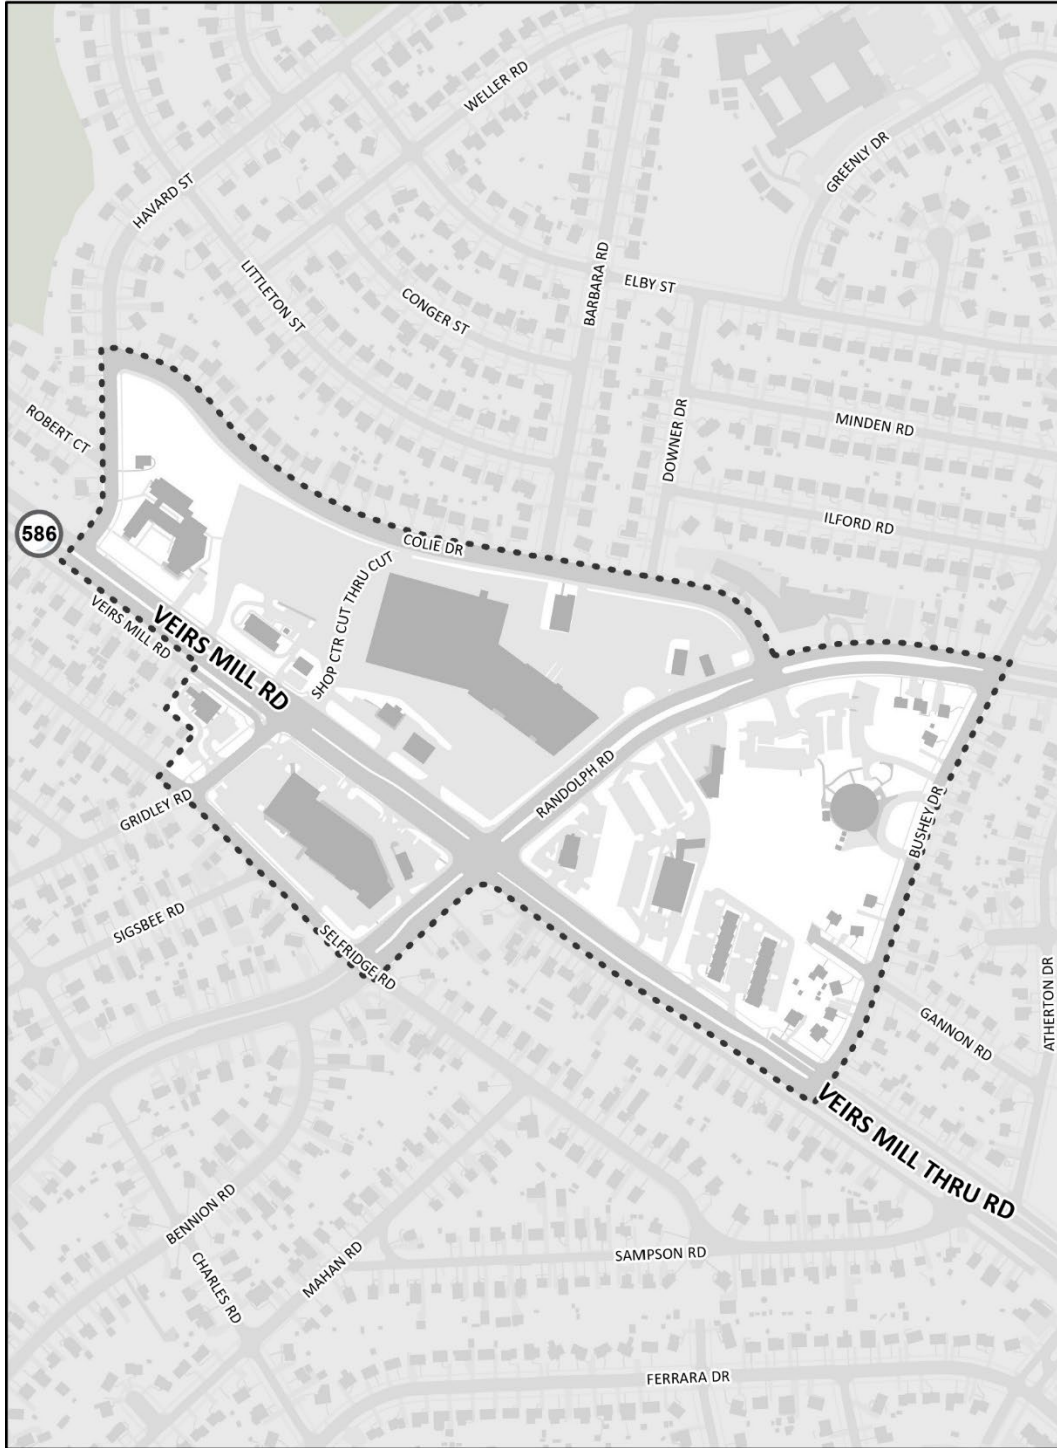 WELLER RD
GREENLY DR
HAVARD ST
BARBARA RD
LITTLETON ST
ELBY ST
CONGER ST
ROBERT CT
MINDEN RD
DOWNER DR
ILFORD RD
586
COLIE DR
SHOP CTR CUT THRU CUT
VEIRS MILL RD
VEIRS MILL RD
RANDOLPH RD
GRIDLEY RD
BUSHEY DR
SIGSBEE RD
SELFRIDGE RD
ATHERTON DR
GANNON RD
VEIRS MILL THRU RD
BENNION RD
SAMPSON RD
MAHAN RD
CHARLES RD
FERRARA DR